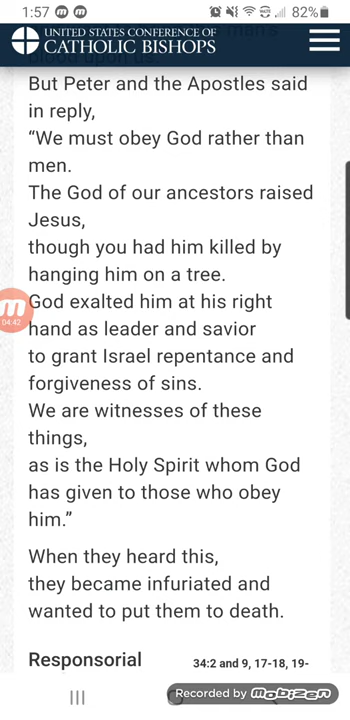 1:57 m m 82%
UNITED STATES CONFERENCE OF
CATHOLIC BISHOPS
man's
blood upon us.
But Peter and the Apostles said
in reply,
“We must obey God rather than
men.
The God of our ancestors raised
Jesus,
though you had him killed by
hanging him on a tree.
m
God exalted him at his right
04:42
hand as leader and savior
to grant Israel repentance and
forgiveness of sins.
We are witnesses of these
things,
as is the Holy Spirit whom God
has given to those who obey
him.”
When they heard this,
they became infuriated and
wanted to put them to death.
Responsorial
34:2 and 9, 17-18, 19-
Recorded by mobizen